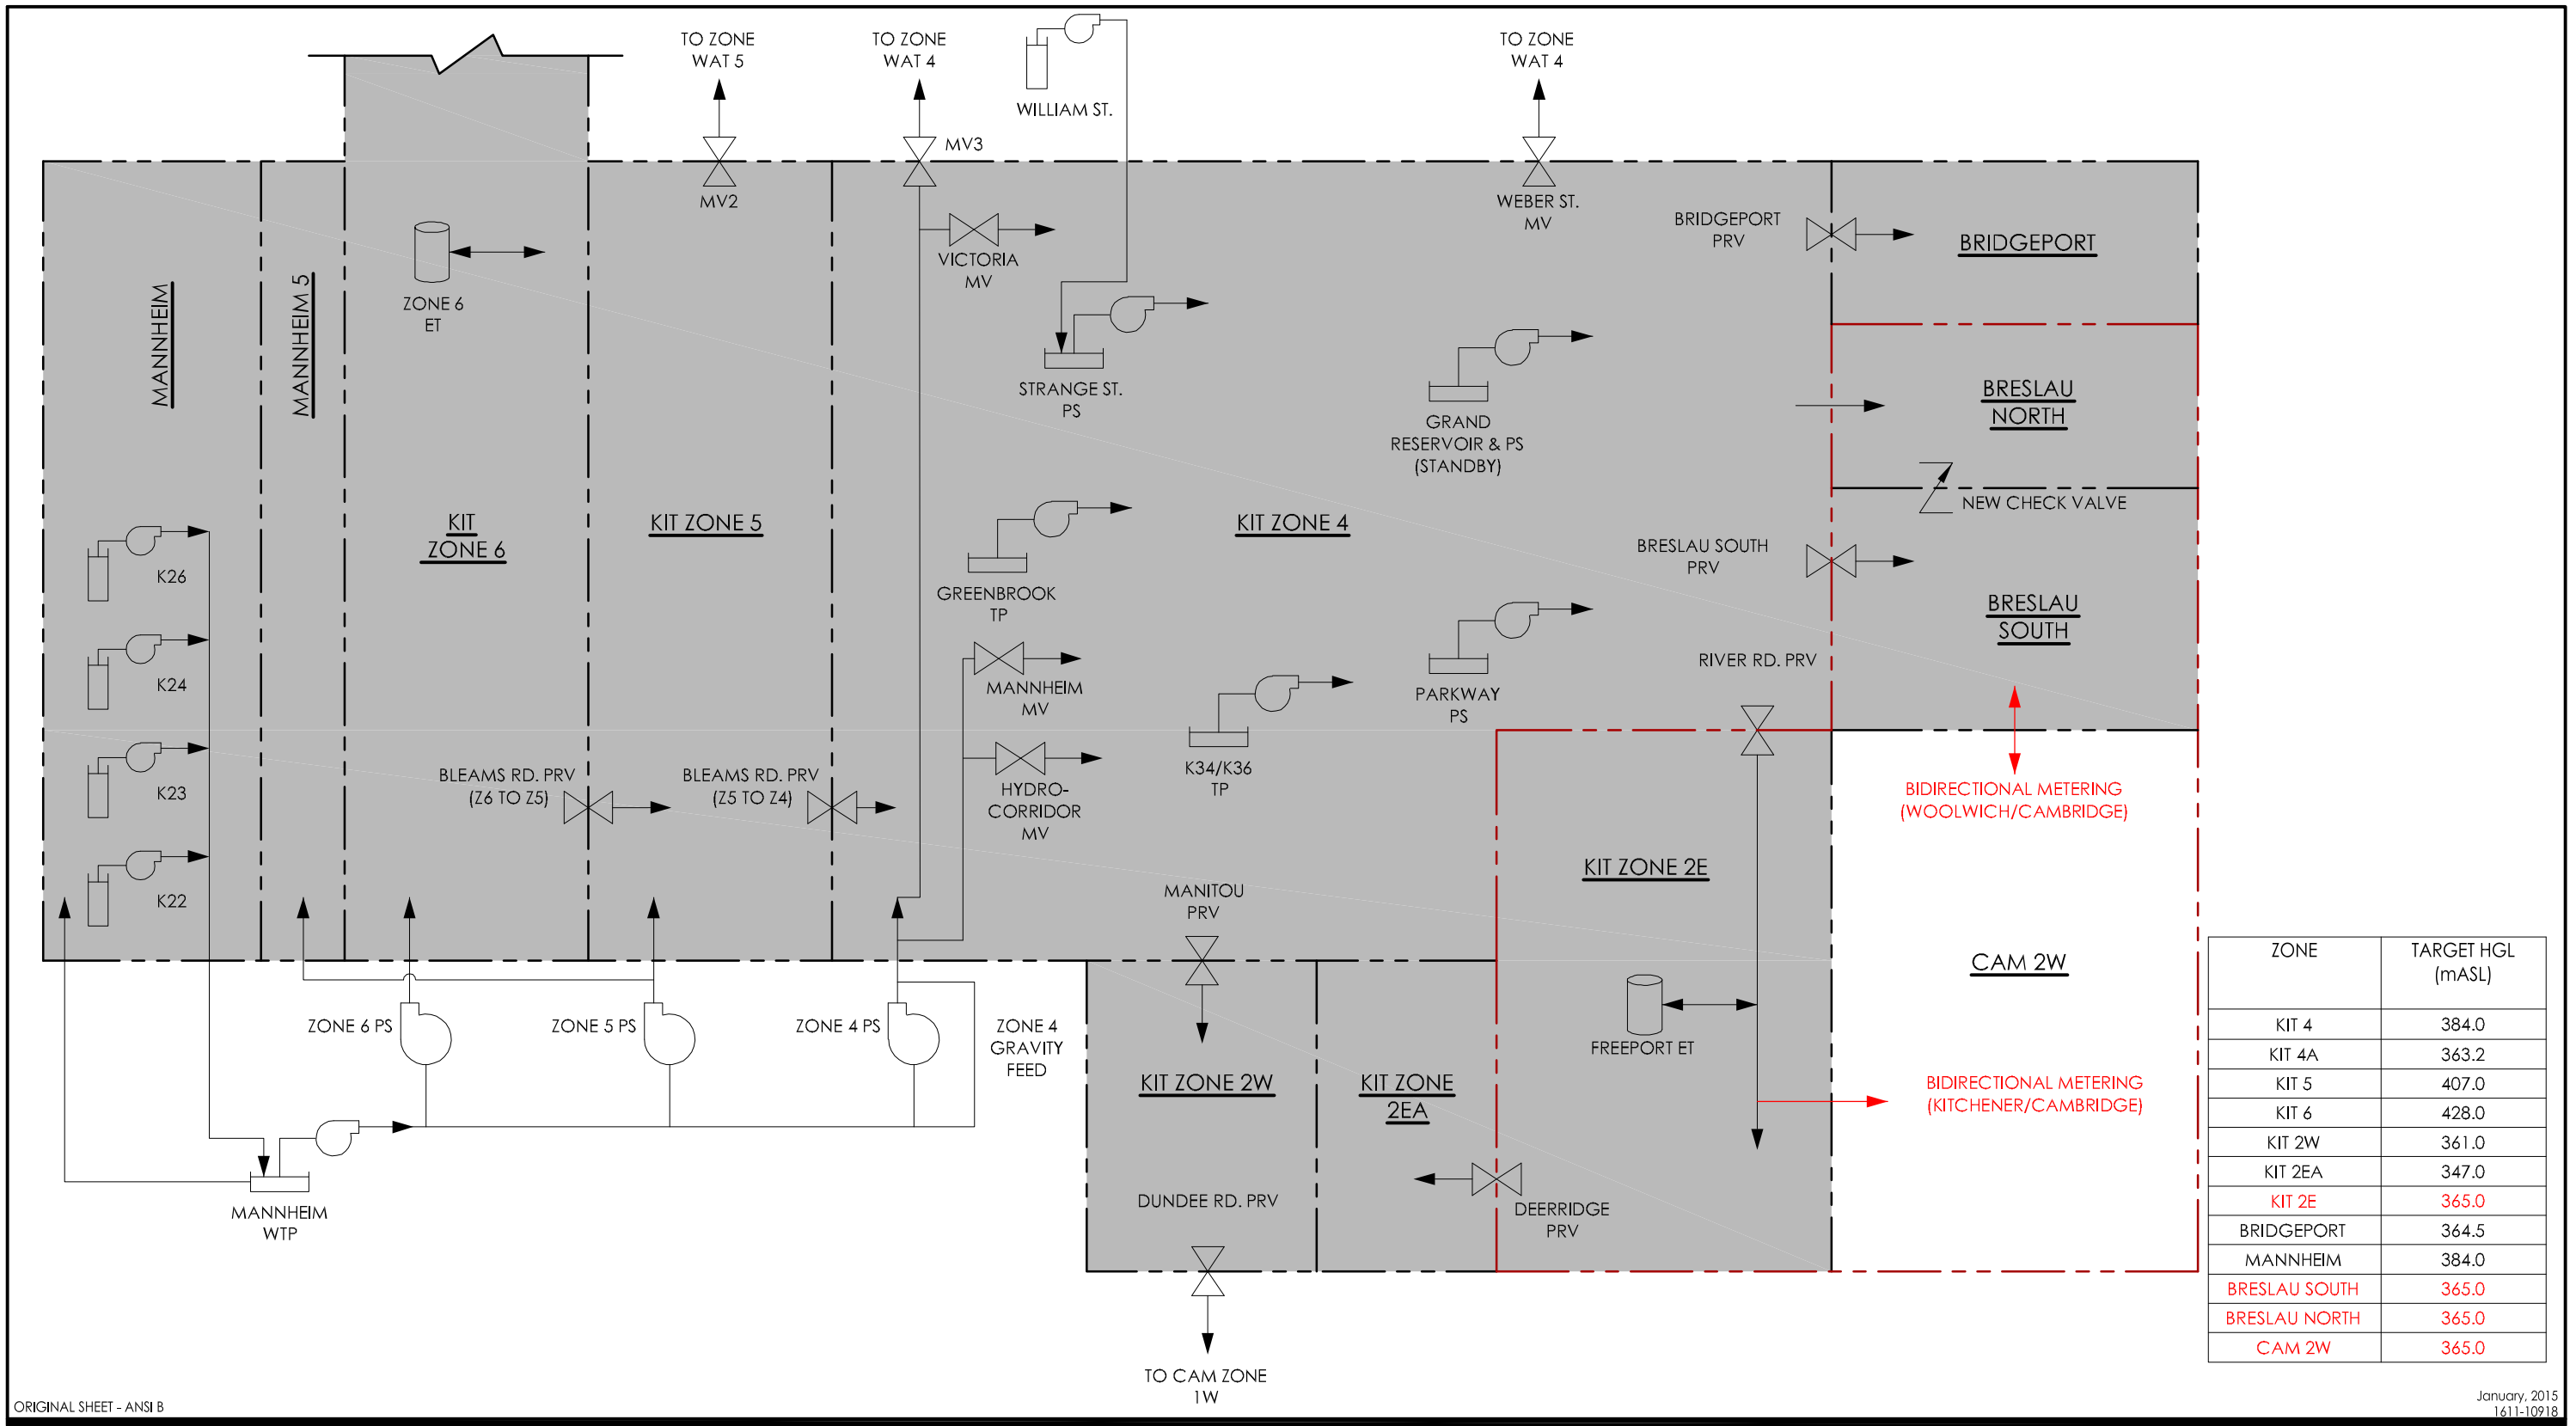 TO ZONE
WAT 5
TO ZONE
WAT 4
WILLIAM ST.
TO ZONE
WAT 4
MV3
MV2
WEBER ST.
MV
VICTORIA
MV
BRIDGEPORT
PRV
BRIDGEPORT
MANNHEIM
MANNHEIM 5
ZONE 6
ET
STRANGE ST.
PS
GRAND
RESERVOIR & PS
(STANDBY)
BRESLAU
NORTH
NEW CHECK VALVE
KIT
ZONE 6
KIT ZONE 5
KIT ZONE 4
BRESLAU SOUTH
PRV
BRESLAU
SOUTH
K26
K24
K23
K22
GREENBROOK
TP
MANNHEIM
MV
HYDRO-
CORRIDOR
MV
K34/K36
TP
PARKWAY
PS
RIVER RD. PRV
BLEAMS RD. PRV
(Z6 TO Z5)
BLEAMS RD. PRV
(Z5 TO Z4)
BIDIRECTIONAL METERING
(WOOLWICH/CAMBRIDGE)
KIT ZONE 2E
MANITOU
PRV
CAM 2W
ZONE 6 PS
ZONE 5 PS
ZONE 4 PS
ZONE 4
GRAVITY
FEED
FREEPORT ET
KIT ZONE 2W
KIT ZONE
2EA
BIDIRECTIONAL METERING
(KITCHENER/CAMBRIDGE)
MANNHEIM
WTP
DUNDEE RD. PRV
DEERRIDGE
PRV
TO CAM ZONE
1W
ZONE TARGET HGL
(mASL)
KIT 4 384.0
KIT 4A 363.2
KIT 5 407.0
KIT 6 428.0
KIT 2W 361.0
KIT 2EA 347.0
KIT 2E 365.0
BRIDGEPORT 364.5
MANNHEIM 384.0
BRESLAU SOUTH 365.0
BRESLAU NORTH 365.0
CAM 2W 365.0
ORIGINAL SHEET - ANSI B
January, 2015
1611-10918